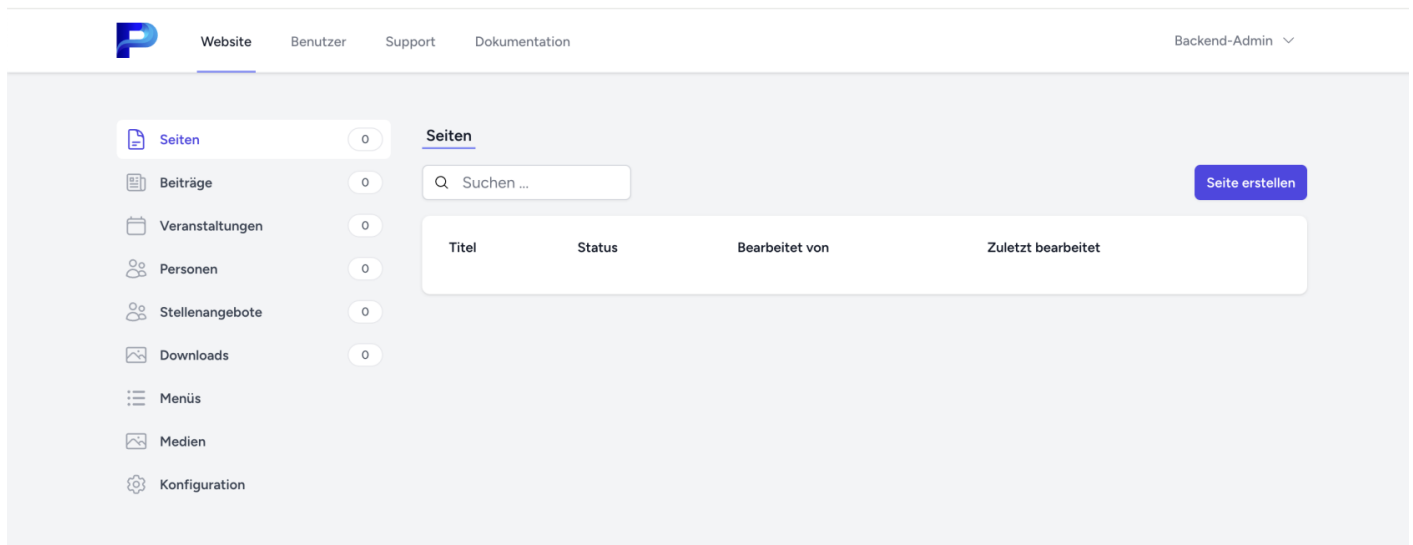 Website Benutzer Support Dokumentation Backend-Admin
Seiten 0
Beiträge 0
Veranstaltungen 0
Personen 0
Stellenangebote 0
Downloads 0
Menüs
Medien
Konfiguration
Seiten
Suchen ... Seite erstellen
Titel Status Bearbeitet von Zuletzt bearbeitet